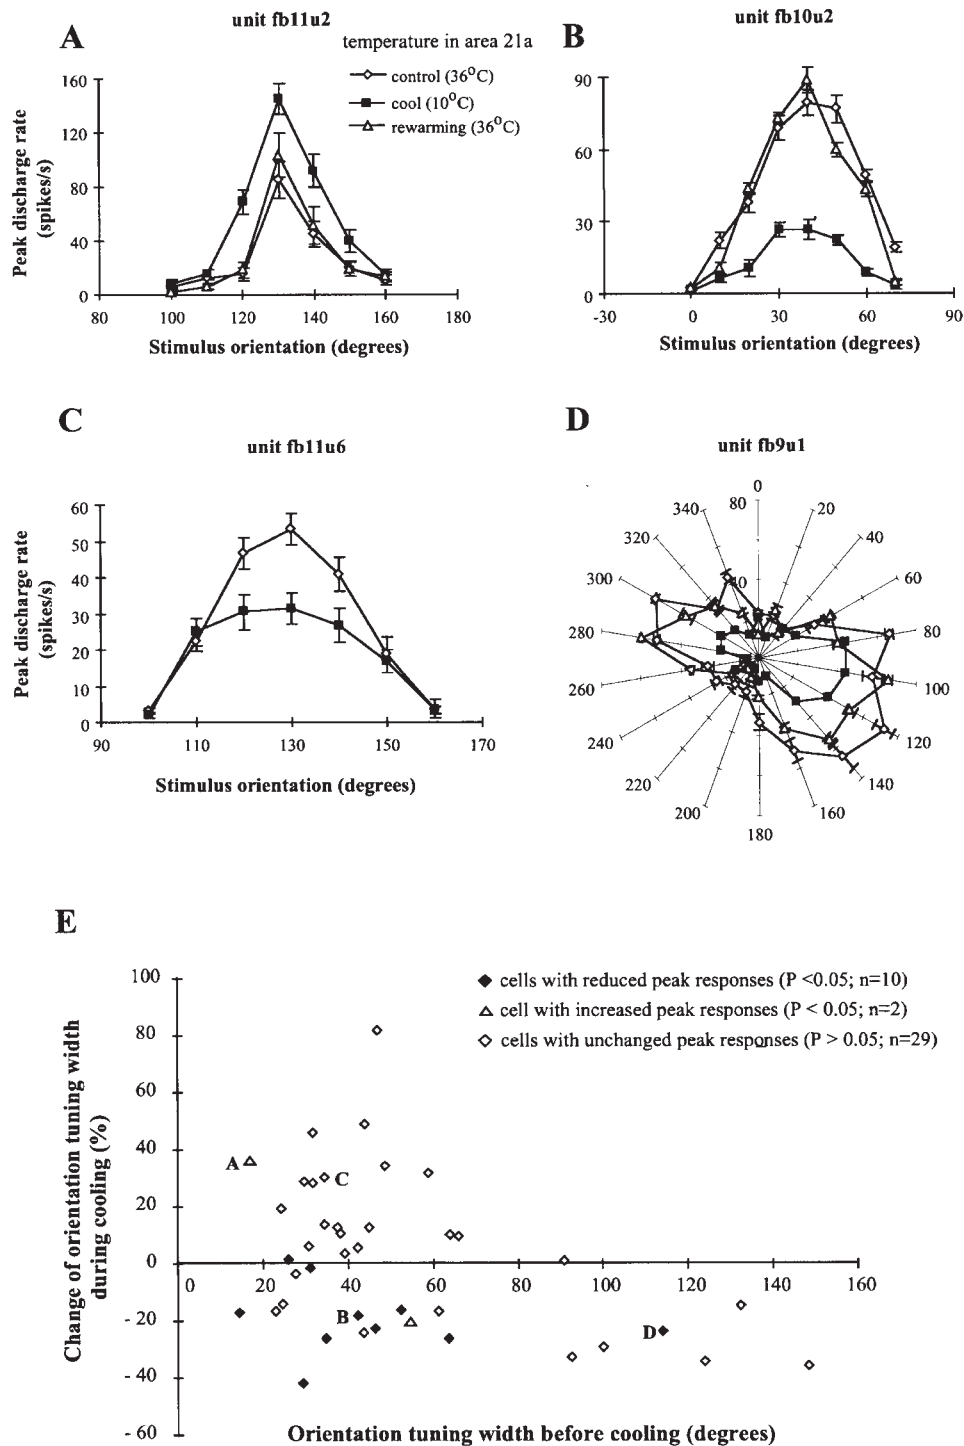 unit fb11u2
A
temperature in area 21a
control (36°C)
cool (10°C)
rewarming (36°C)
Peak discharge rate
(spikes/s)
160
120
80
40
0
80 100 120 140 160 180
Stimulus orientation (degrees)
unit fb10u2
B
90
60
30
0
-30 0 30 60 90
Stimulus orientation (degrees)
C
unit fb11u6
Peak discharge rate
(spikes/s)
60
50
40
30
20
10
0
90 110 130 150 170
Stimulus orientation (degrees)
D
unit fb9u1
0
80
40
20
40
60
80
100
120
140
160
180
200
220
240
260
280
300
320
340
E
cells with reduced peak responses (P <0.05; n=10)
cell with increased peak responses (P < 0.05; n=2)
cells with unchanged peak responses (P > 0.05; n=29)
Change of orientation tuning width
during cooling (%)
100
80
60
40
20
0
- 20
- 40
- 60
A
C
B
D
0 20 40 60 80 100 120 140 160
Orientation tuning width before cooling (degrees)